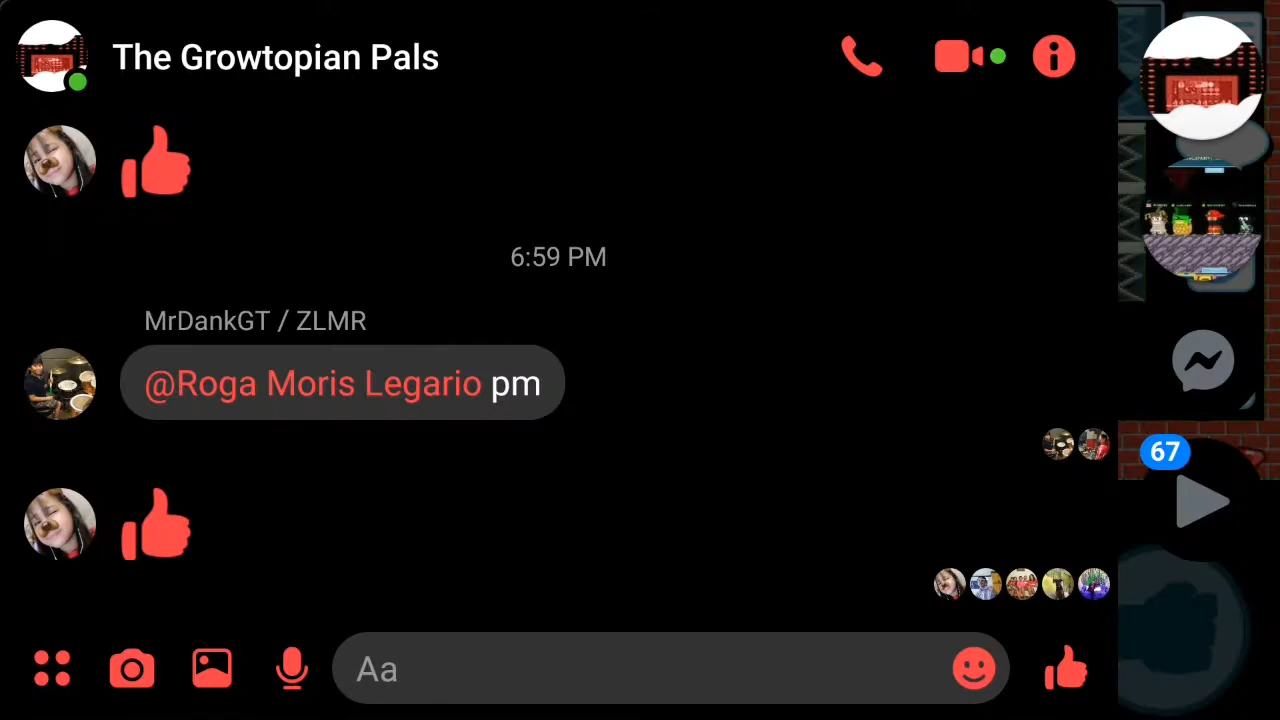 The Growtopian Pals
6:59 PM
MrDankGT / ZLMR
@Roga Moris Legario pm
67
Aa